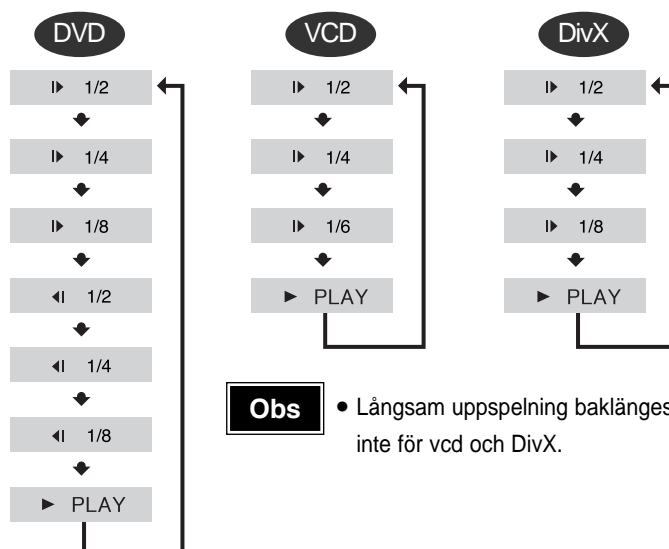 DVD
I▶ 1/2
I▶ 1/4
I▶ 1/8
◀I 1/2
◀I 1/4
◀I 1/8
► PLAY
VCD
I▶ 1/2
I▶ 1/4
I▶ 1/6
► PLAY
DivX
I▶ 1/2
I▶ 1/4
I▶ 1/8
► PLAY
Obs
• Långsam uppspelning baklänges
inte för vcd och DivX.